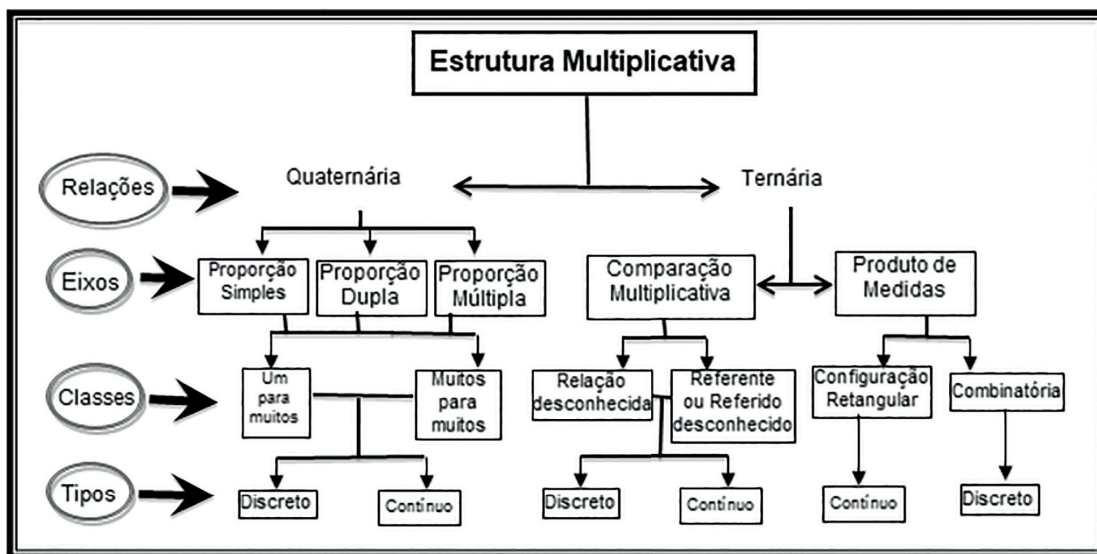 Estrutura Multiplicativa
Relações
Quaternária
Ternária
Eixos
Proporção
Simples
Proporção
Dupla
Proporção
Múltipla
Comparação
Multiplicativa
Produto de
Medidas
Classes
Um
para
muitos
Muitos
para
muitos
Relação
desconhecida
Referente
ou Referido
desconhecido
Configuração
Retangular
Combinatória
Tipos
Discreto
Contínuo
Discreto
Contínuo
Contínuo
Discreto